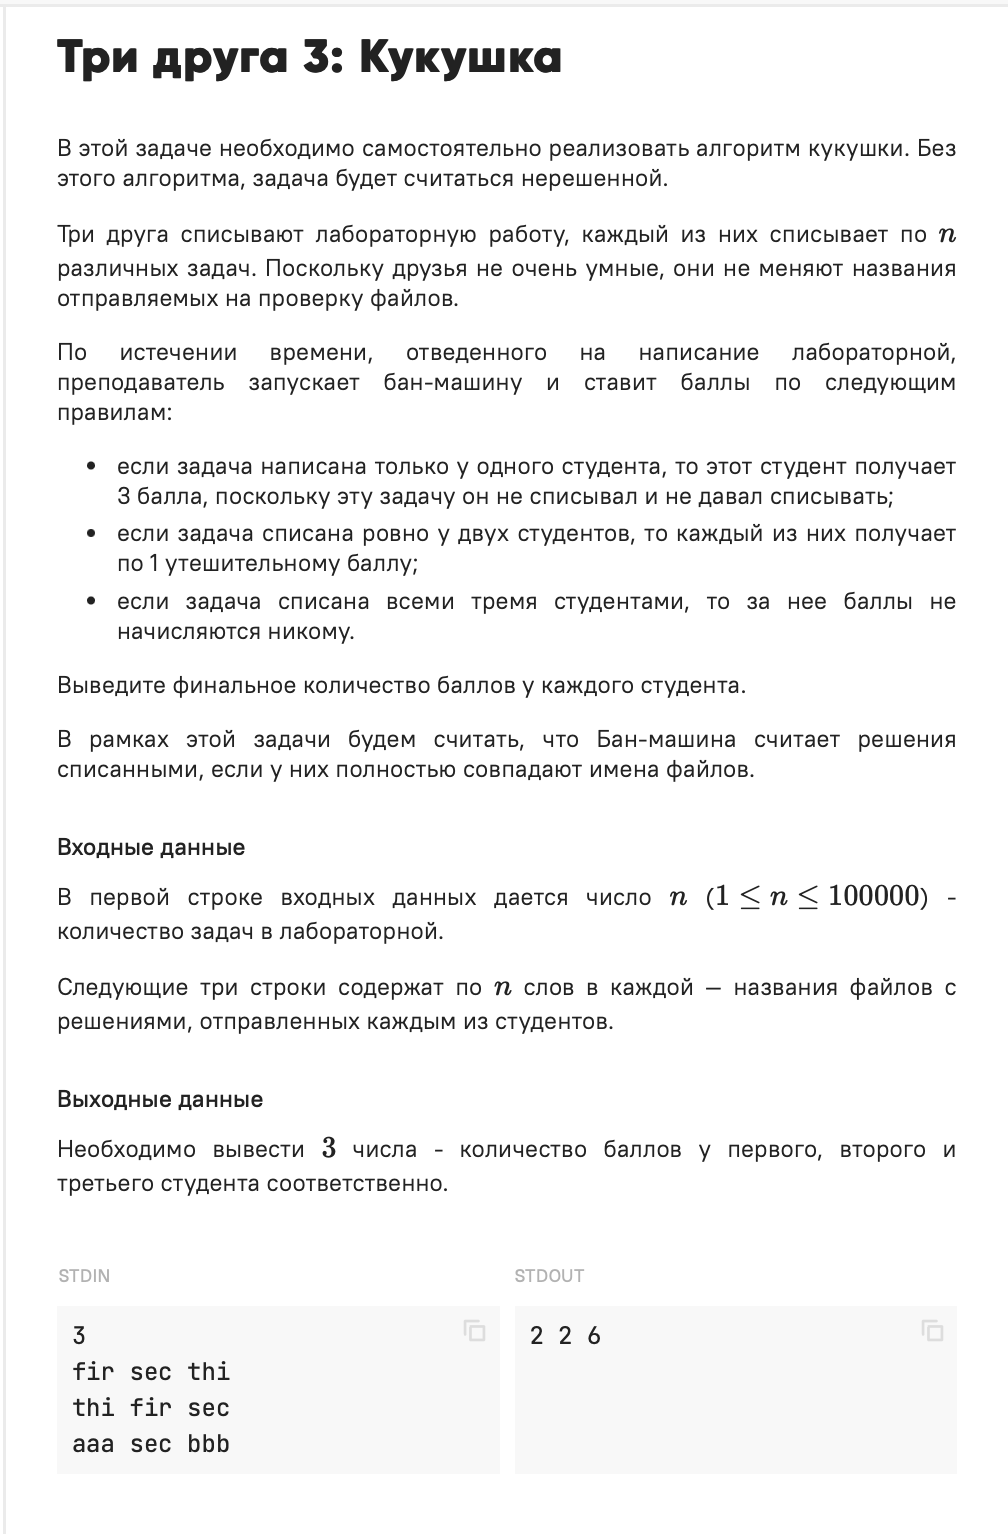 Три друга 3: Кукушка
В этой задаче необходимо самостоятельно реализовать алгоритм кукушки. Без
этого алгоритма, задача будет считаться нерешенной.
Три друга списывают лабораторную работу, каждый из них списывает по n
различных задач. Поскольку друзья не очень умные, они не меняют названия
отправляемых на проверку файлов.
По истечении времени, отведенного на написание лабораторной,
преподаватель запускает бан-машину и ставит баллы по следующим
правилам:
• если задача написана только у одного студента, то этот студент получает
3 балла, поскольку эту задачу он не списывал и не давал списывать;
• если задача списана ровно у двух студентов, то каждый из них получает
по 1 утешительному баллу;
• если задача списана всеми тремя студентами, то за нее баллы не
начисляются никому.
Выведите финальное количество баллов у каждого студента.
В рамках этой задачи будем считать, что Бан-машина считает решения
списанными, если у них полностью совпадают имена файлов.
Входные данные
В первой строке входных данных дается число n (1 ≤ n ≤ 100000) -
количество задач в лабораторной.
Следующие три строки содержат по n слов в каждой — названия файлов с
решениями, отправленных каждым из студентов.
Выходные данные
Необходимо вывести 3 числа - количество баллов у первого, второго и
третьего студента соответственно.
STDIN
3
fir sec thi
thi fir sec
aaa sec bbb
STDOUT
2 2 6